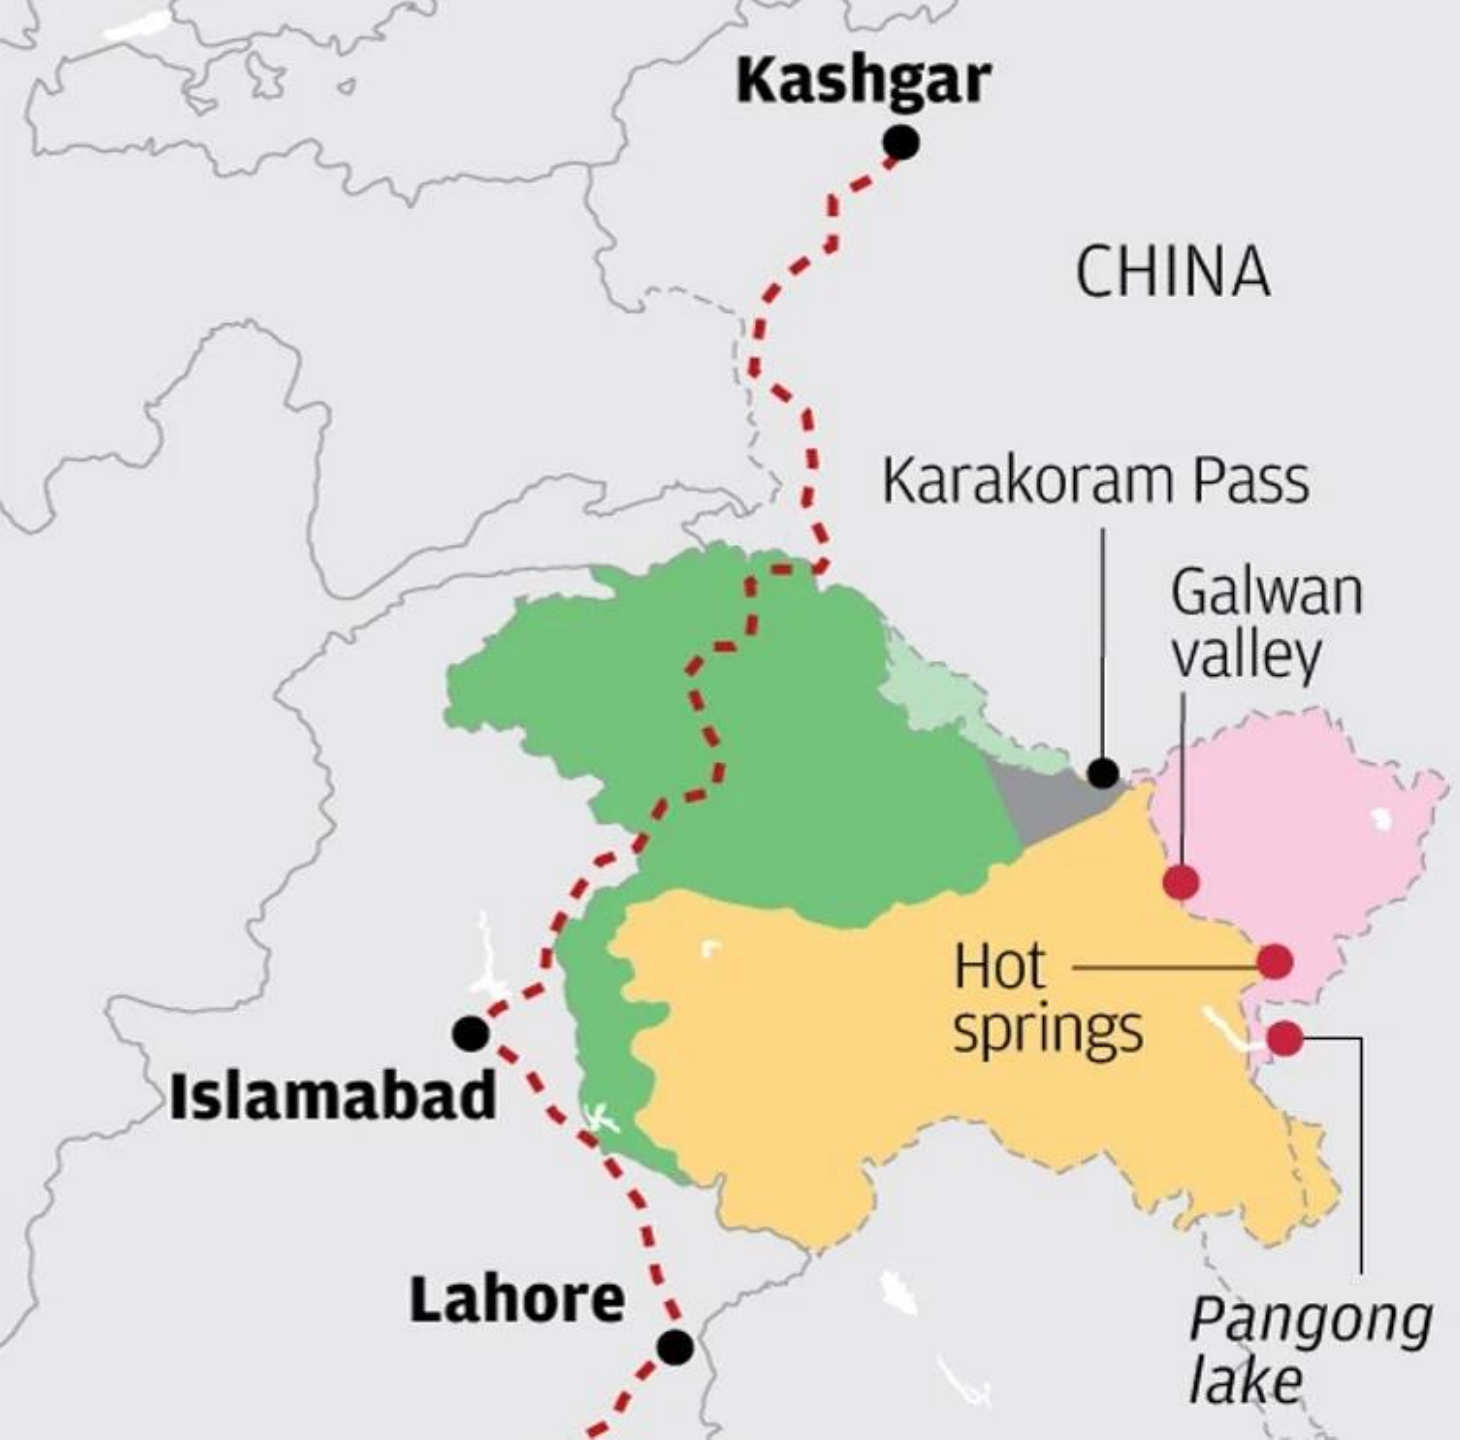 Kashgar
CHINA
Karakoram Pass
Galwan
valley
Hot
springs
Islamabad
Lahore
Pangong
lake